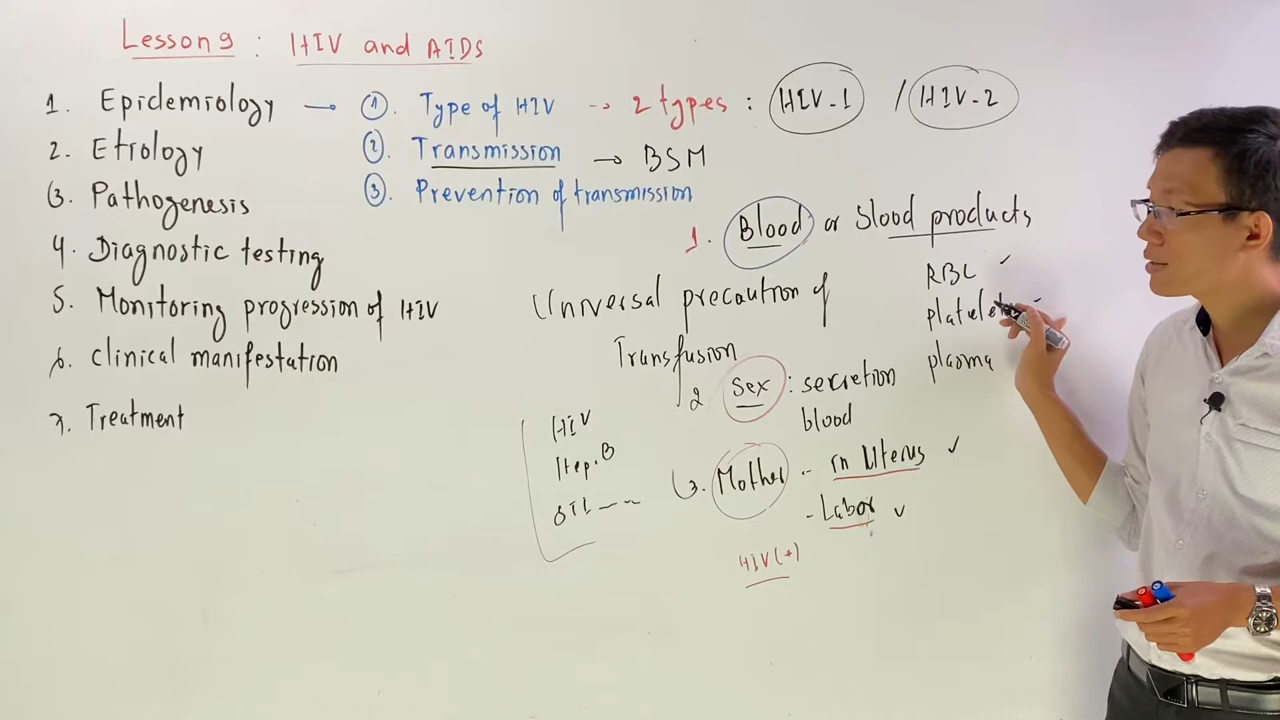 Lesson 9 : HIV and AIDS
1. Epidemiology → ①. Type of HIV → 2 types : HIV-1 / HIV-2
2. Etiology ②. Transmission → BSM
3. Pathogenesis ③. Prevention of transmission
1. Blood or Blood products
4. Diagnostic testing
RBC ✓
5. Monitoring progression of HIV
Universal precaution of
platelets
Transfusion
6. Clinical manifestation
plasma
2 Sex : secretion
blood
7. Treatment
HIV
Hep. B
3. Mother - in Uterus ✓
- Labor ✓
HIV (+)